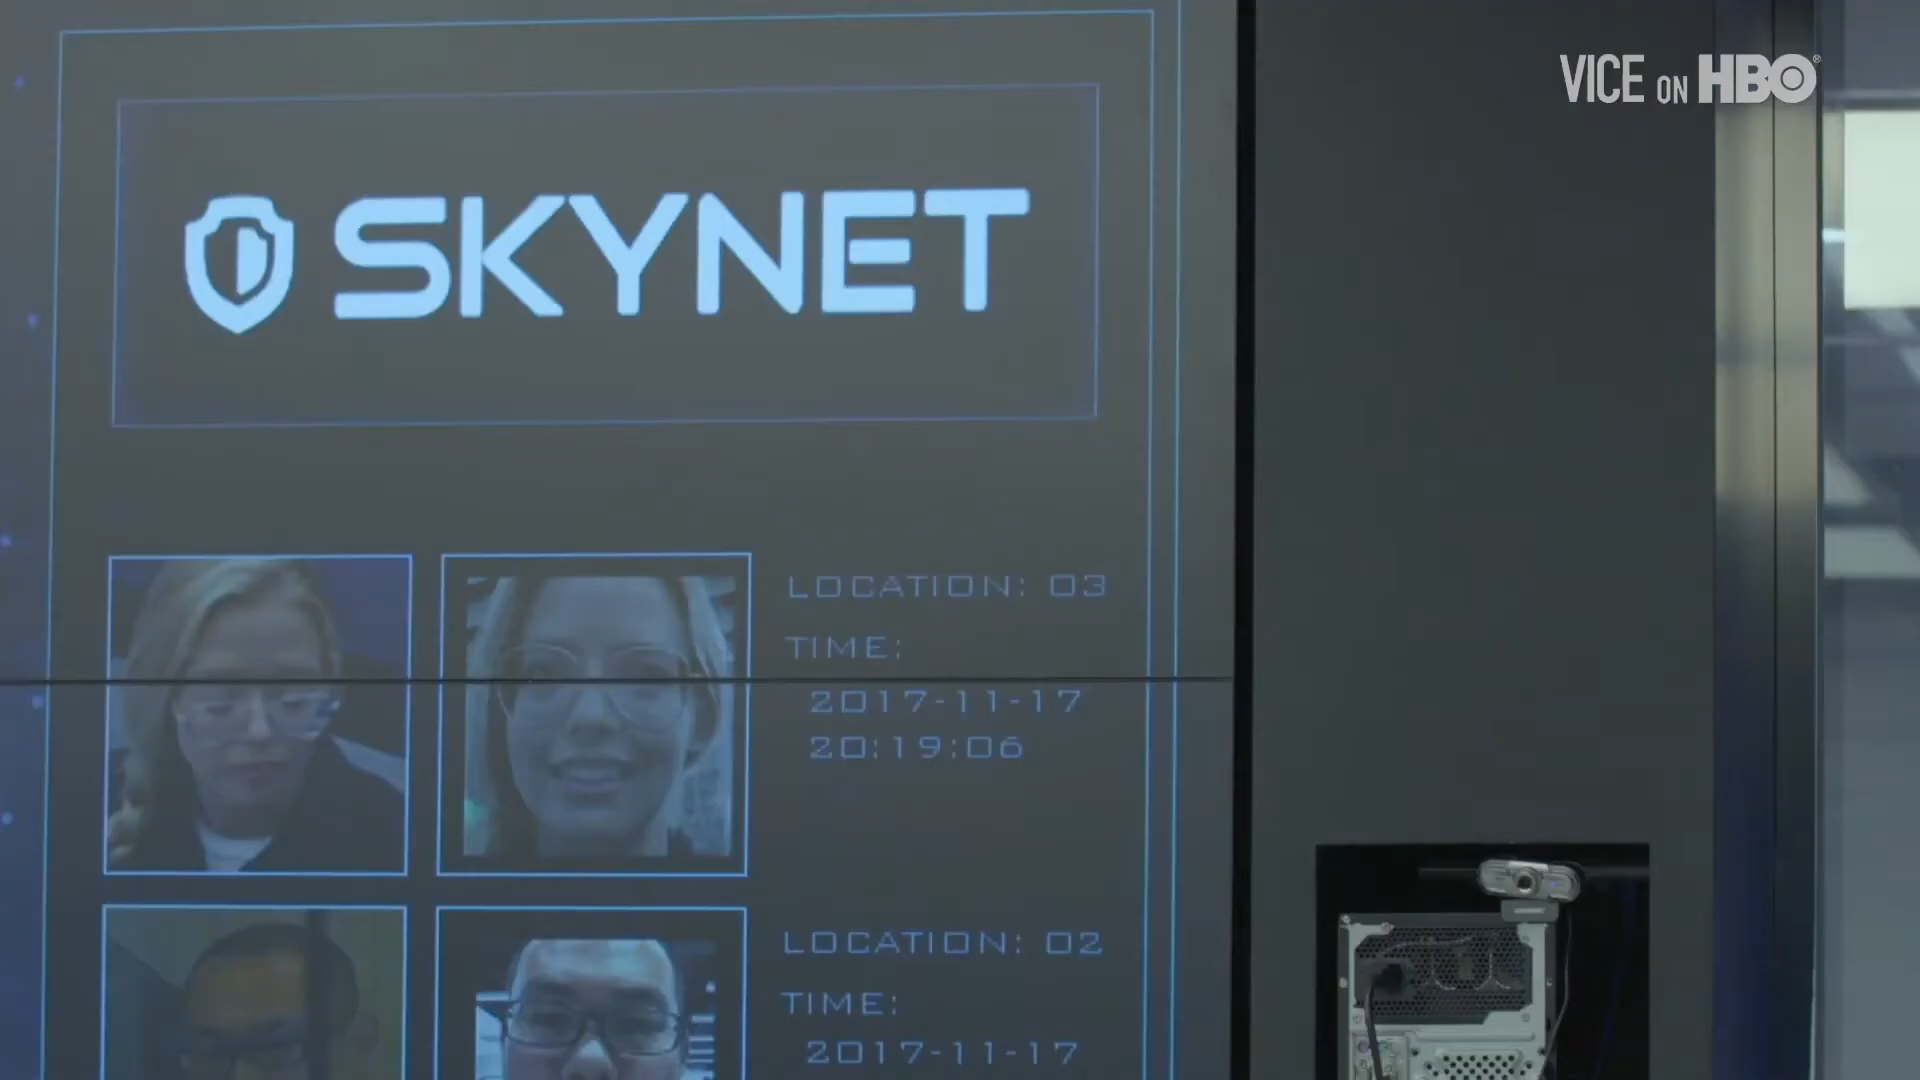 VICE ON HBO®
SKYNET
LOCATION: 03
TIME:
2017-11-17
20:19:06
LOCATION: 02
TIME:
2017-11-17